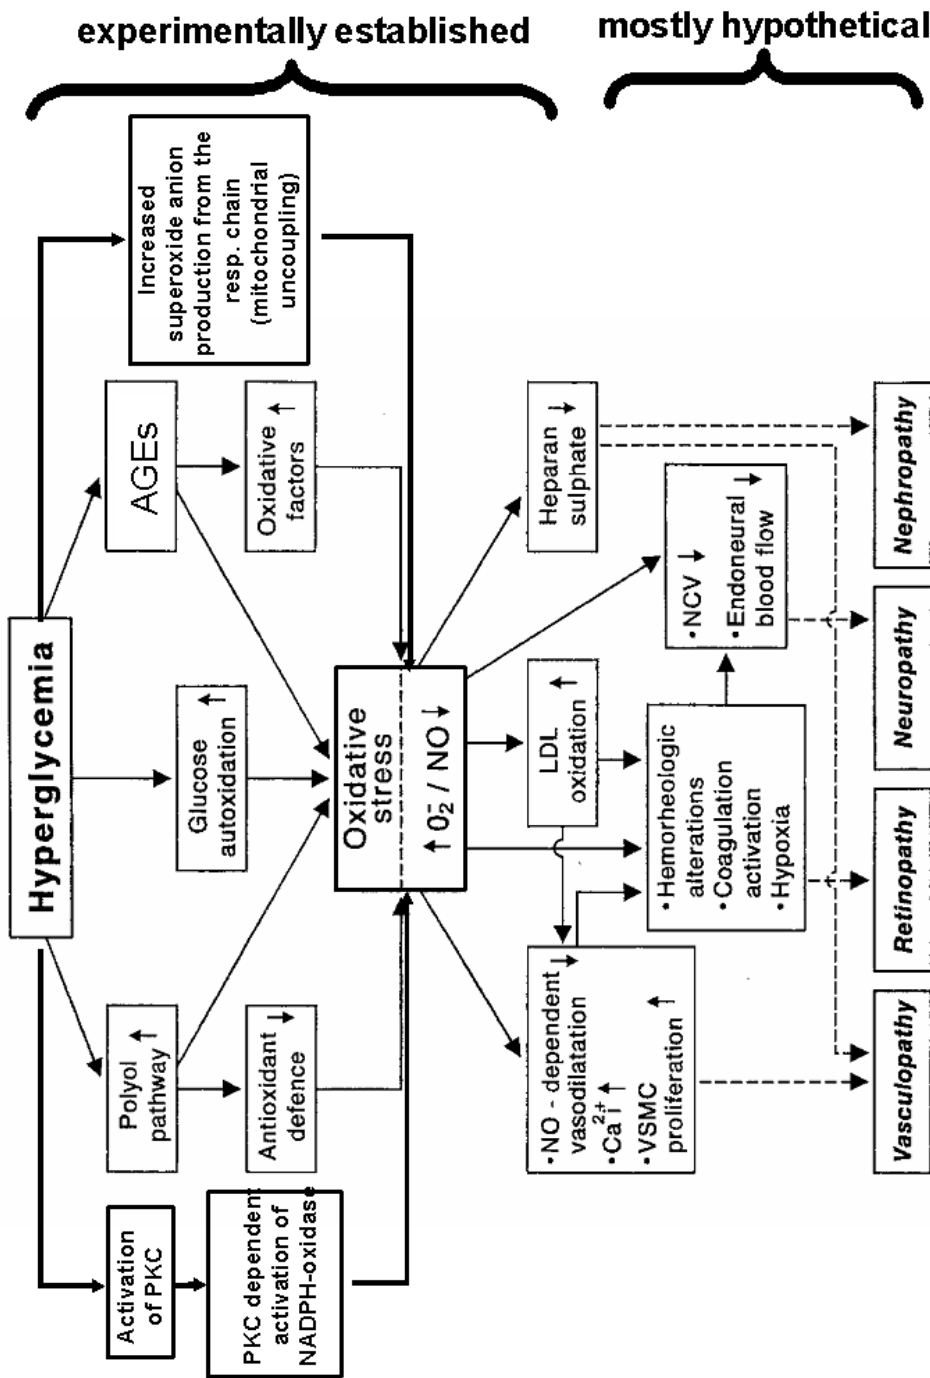 experimentally established
mostly hypothetical
Hyperglycemia
Activation
of PKC
PKC dependent
activation of
NADPH-oxidase
Polyol
pathway ↑
Antioxidant
defence ↓
Glucose
autoxidation ↑
AGEs
Oxidative
factors ↑
Increased
superoxide anion
production from the
resp. chain
(mitochondrial
uncoupling)
Oxidative
stress
↑ O₂⁻ / NO ↓
• NO - dependent
vasodilatation ↓
• Ca²⁺i ↑
• VSMC
proliferation ↑
LDL
oxidation ↑
Heparan
sulphate ↓
• Hemorheologic
alterations
• Coagulation
activation
• Hypoxia
• NCV ↓
• Endoneural
blood flow ↓
Vasculopathy
Retinopathy
Neuropathy
Nephropathy